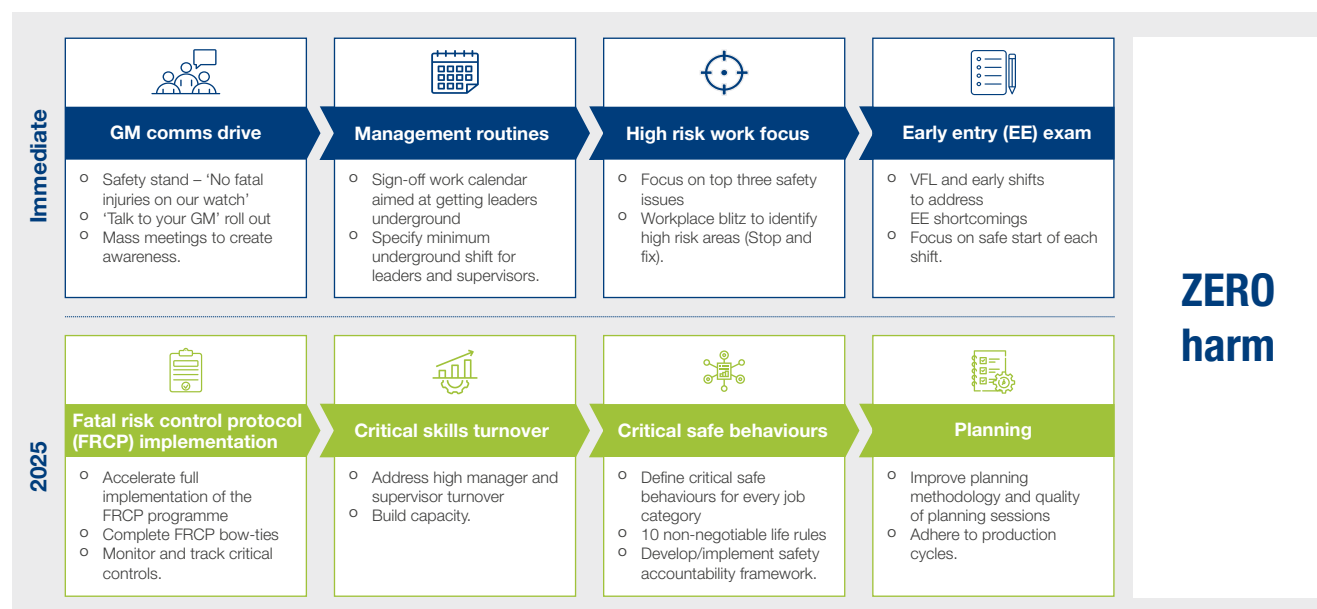 Immediate
GM comms drive
o Safety stand – ‘No fatal
injuries on our watch’
o ‘Talk to your GM’ roll out
o Mass meetings to create
awareness.
Management routines
o Sign-off work calendar
aimed at getting leaders
underground
o Specify minimum
underground shift for
leaders and supervisors.
High risk work focus
o Focus on top three safety
issues
o Workplace blitz to identify
high risk areas (Stop and
fix).
Early entry (EE) exam
o VFL and early shifts
to address
EE shortcomings
o Focus on safe start of each
shift.
2025
Fatal risk control protocol
(FRCP) implementation
o Accelerate full
implementation of the
FRCP programme
o Complete FRCP bow-ties
o Monitor and track critical
controls.
Critical skills turnover
o Address high manager and
supervisor turnover
o Build capacity.
Critical safe behaviours
o Define critical safe
behaviours for every job
category
o 10 non-negotiable life rules
o Develop/implement safety
accountability framework.
Planning
o Improve planning
methodology and quality
of planning sessions
o Adhere to production
cycles.
ZERO
harm